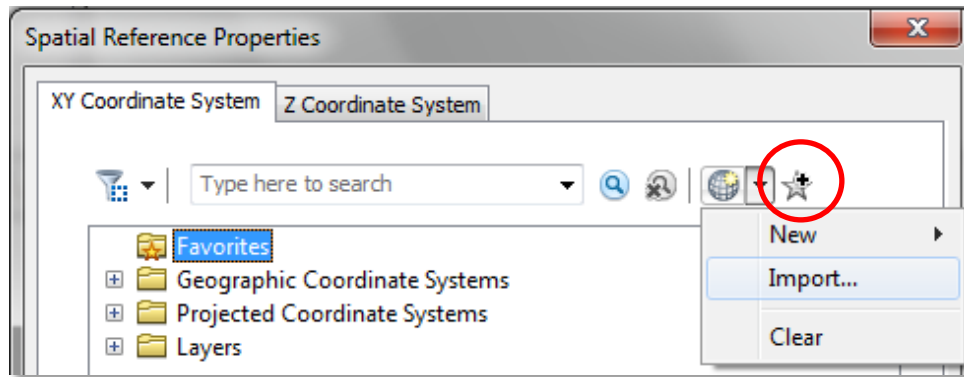 Spatial Reference Properties
XY Coordinate System
Z Coordinate System
Type here to search
Favorites
Geographic Coordinate Systems
Projected Coordinate Systems
Layers
New
Import...
Clear